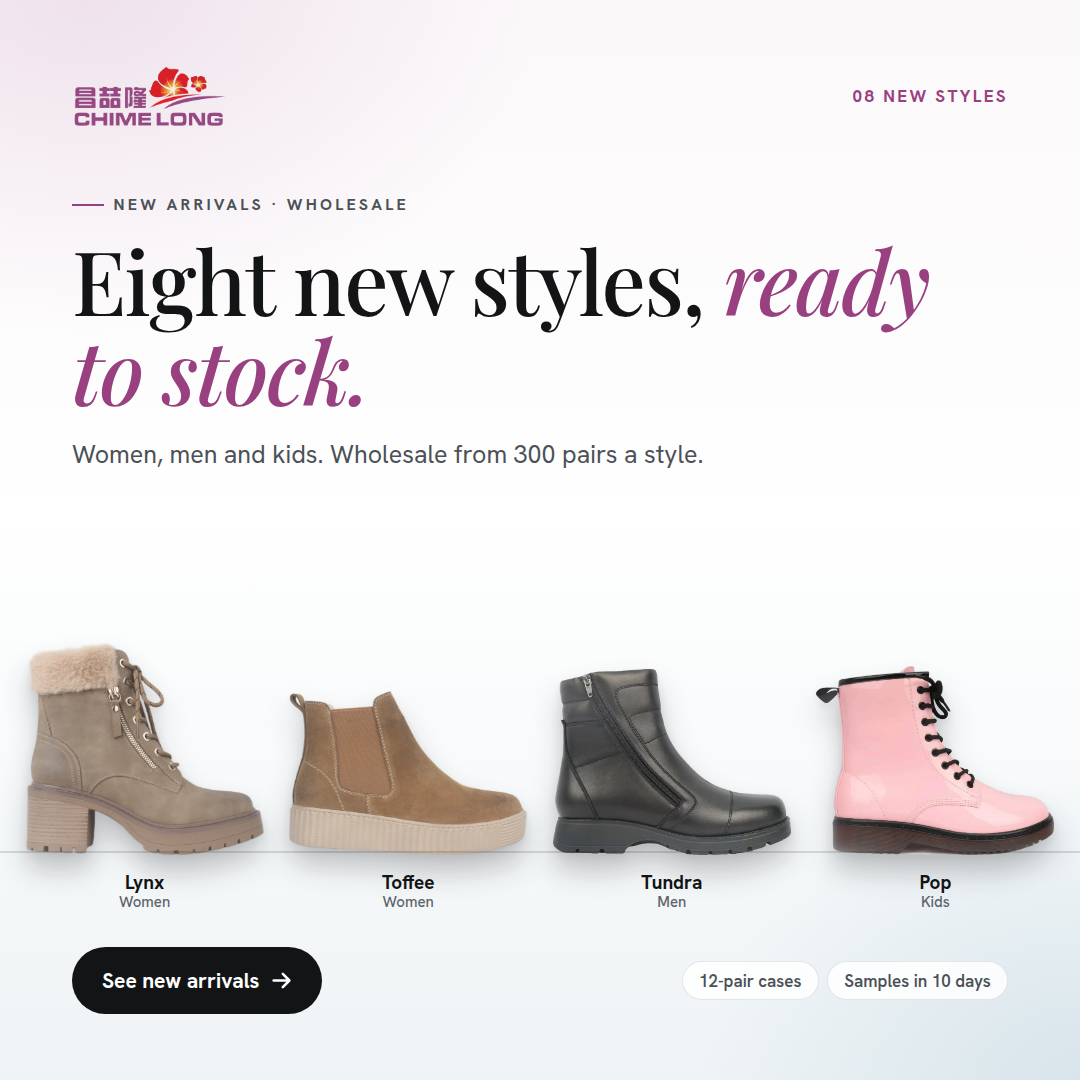 昌喆隆
CHIMELONG
08 NEW STYLES
NEW ARRIVALS · WHOLESALE
Eight new styles, ready
to stock.
Women, men and kids. Wholesale from 300 pairs a style.
Lynx
Women
Toffee
Women
Tundra
Men
Pop
Kids
See new arrivals →
12-pair cases
Samples in 10 days